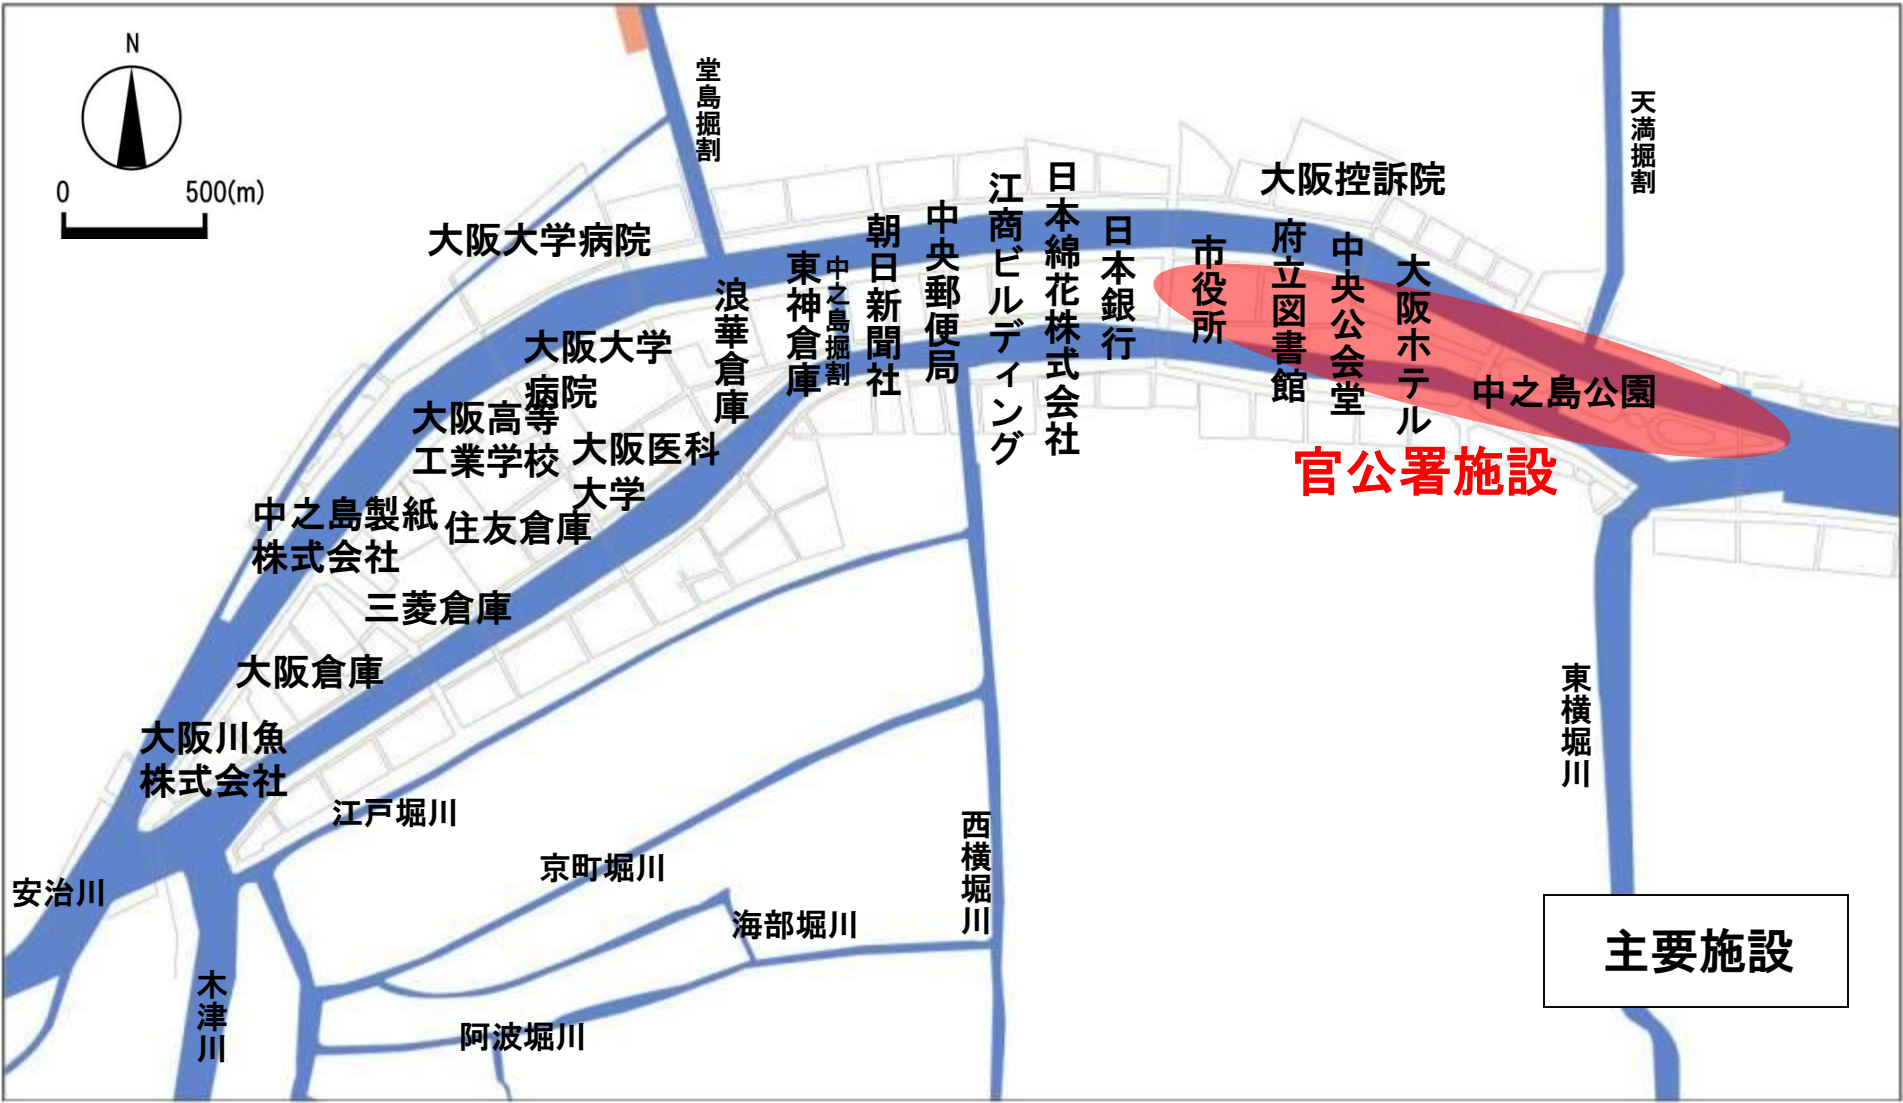 N
0 500(m)
堂島掘割
天満掘割
大阪控訴院
大阪大学病院
浪華倉庫
東神倉庫
中之島掘割
朝日新聞社
中央郵便局
江商ビルディング
日本綿花株式会社
日本銀行
市役所
府立図書館
中央公会堂
大阪ホテル
中之島公園
官公署施設
大阪大学
病院
大阪高等
工業学校
大阪医科
大学
中之島製紙
株式会社
住友倉庫
三菱倉庫
大阪倉庫
大阪川魚
株式会社
江戸堀川
京町堀川
海部堀川
阿波堀川
西横堀川
東横堀川
安治川
木津川
主要施設